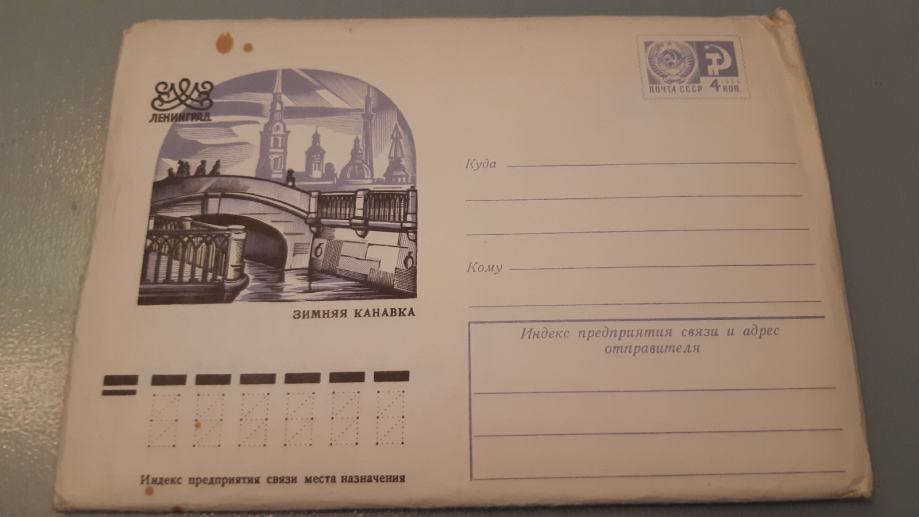 ЛЕНИНГРАД
ЗИМНЯЯ КАНАВКА
Индекс предприятия связи места назначения
ПОЧТА СССР
4 КОП.
Куда
Кому
Индекс предприятия связи и адрес
отправителя